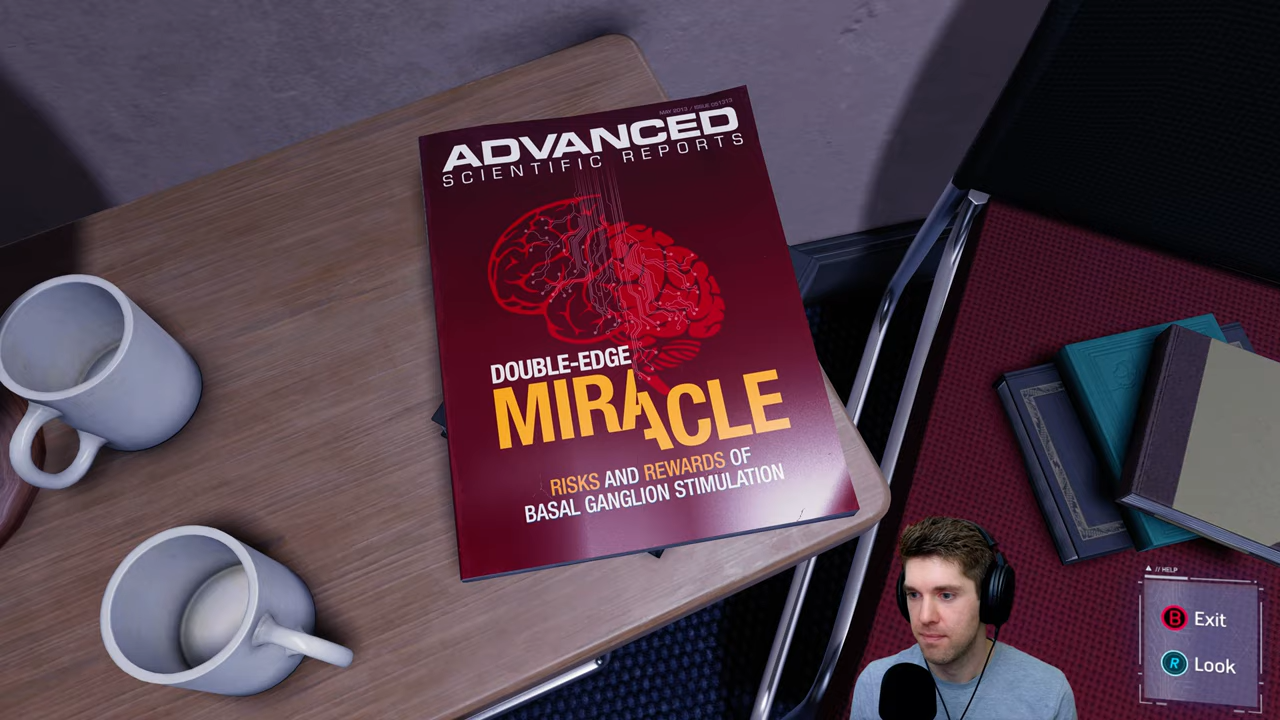 MAY 2013 / ISSUE 051313
ADVANCED
SCIENTIFIC REPORTS
DOUBLE-EDGE
MIRACLE
RISKS AND REWARDS OF
BASAL GANGLION STIMULATION
// HELP
B Exit
R Look